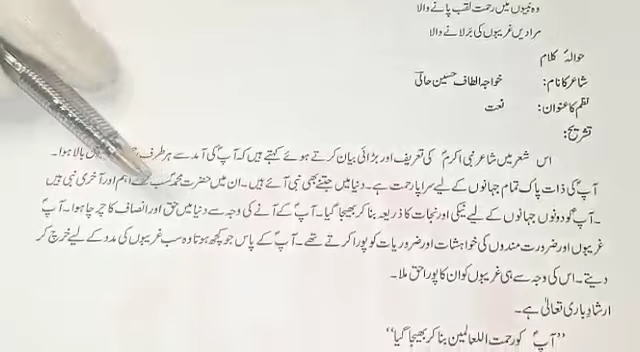 وہ نبیوں میں رحمت لقب پانے والا
مرادیں غریبوں کی بر لانے والا
حوالۂ کلام
شاعر کا نام: خواجہ الطاف حسین حالیؔ
نظم کا عنوان: نعت
تشریح:
اس شعر میں شاعر نبی اکرمؐ کی تعریف اور بڑائی بیان کرتے ہوئے کہتے ہیں کہ آپؐ کی آمد سے ہر طرف بالا ہوا۔
آپؐ کی ذات پاک تمام جہانوں کے لیے سراپا رحمت ہے۔ دنیا میں جتنے بھی نبی آئے ہیں۔ ان میں حضرت محمدؐ سب اہم اور آخری نبی ہیں
۔ آپؐ کو دونوں جہانوں کے لیے نیکی اور نجات کا ذریعہ بنا کر بھیجا گیا۔ آپؐ کے آنے کی وجہ سے دنیا میں حق اور انصاف کا چرچا ہوا۔ آپؐ
غریبوں اور ضرورت مندوں کی خواہشات اور ضروریات کو پورا کرتے تھے۔ آپؐ کے پاس جو کچھ ہوتا وہ سب غریبوں کی مدد کے لیے خرچ کر
دیتے۔ اس کی وجہ سے ہی غریبوں کو ان کا پورا حق ملا۔
ارشاد باری تعالیٰ ہے۔
”آپؐ کو رحمت اللعالمین بنا کر بھیجا گیا“